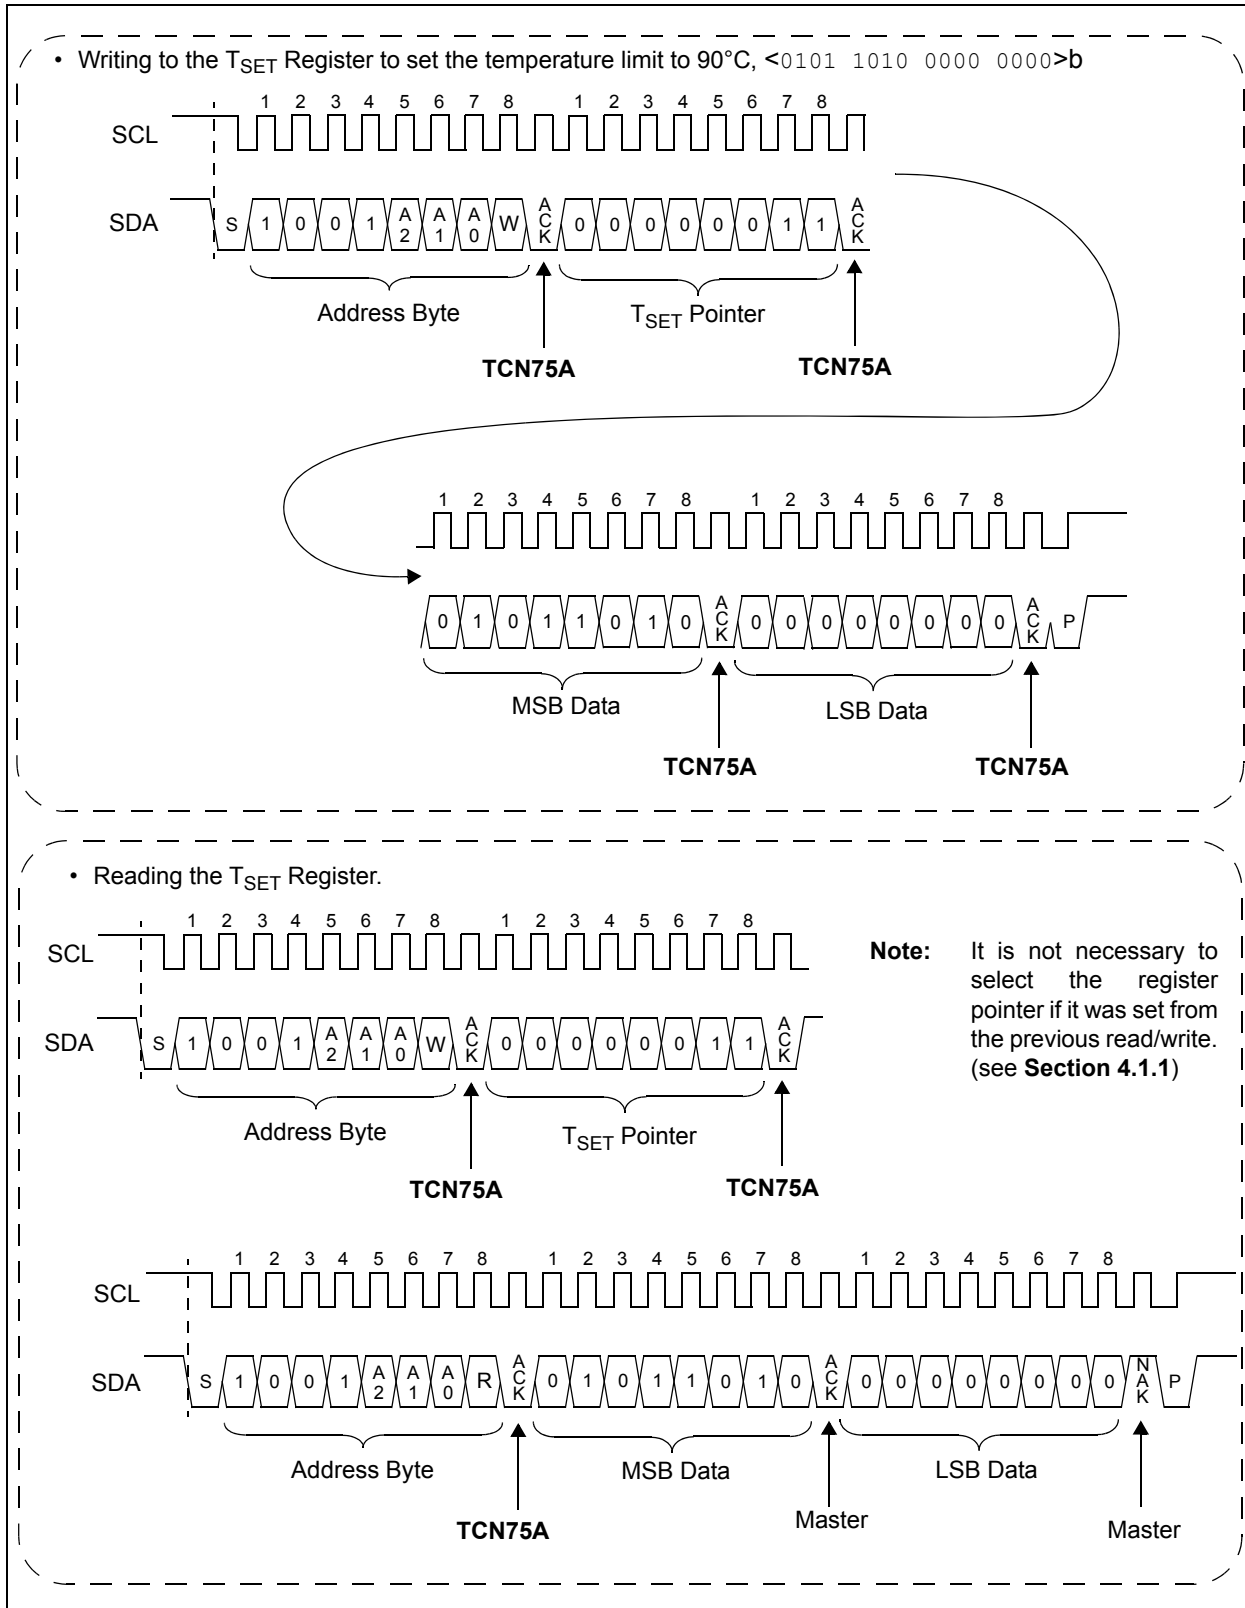 • Writing to the TSET Register to set the temperature limit to 90°C, <0101 1010 0000 0000>b
1 2 3 4 5 6 7 8 1 2 3 4 5 6 7 8
SCL
SDA S 1 0 0 1 A2 A1 A0 W ACK 0 0 0 0 0 0 1 1 ACK
Address Byte TSET Pointer
TCN75A TCN75A
1 2 3 4 5 6 7 8 1 2 3 4 5 6 7 8
0 1 0 1 1 0 1 0 ACK 0 0 0 0 0 0 0 0 ACK P
MSB Data LSB Data
TCN75A TCN75A
• Reading the TSET Register.
1 2 3 4 5 6 7 8 1 2 3 4 5 6 7 8
SCL
SDA S 1 0 0 1 A2 A1 A0 W ACK 0 0 0 0 0 0 1 1 ACK
Address Byte TSET Pointer
TCN75A TCN75A
Note: It is not necessary to
select the register
pointer if it was set from
the previous read/write.
(see Section 4.1.1)
1 2 3 4 5 6 7 8 1 2 3 4 5 6 7 8 1 2 3 4 5 6 7 8
SCL
SDA S 1 0 0 1 A2 A1 A0 R ACK 0 1 0 1 1 0 1 0 ACK 0 0 0 0 0 0 0 0 NAK P
Address Byte MSB Data LSB Data
TCN75A Master Master